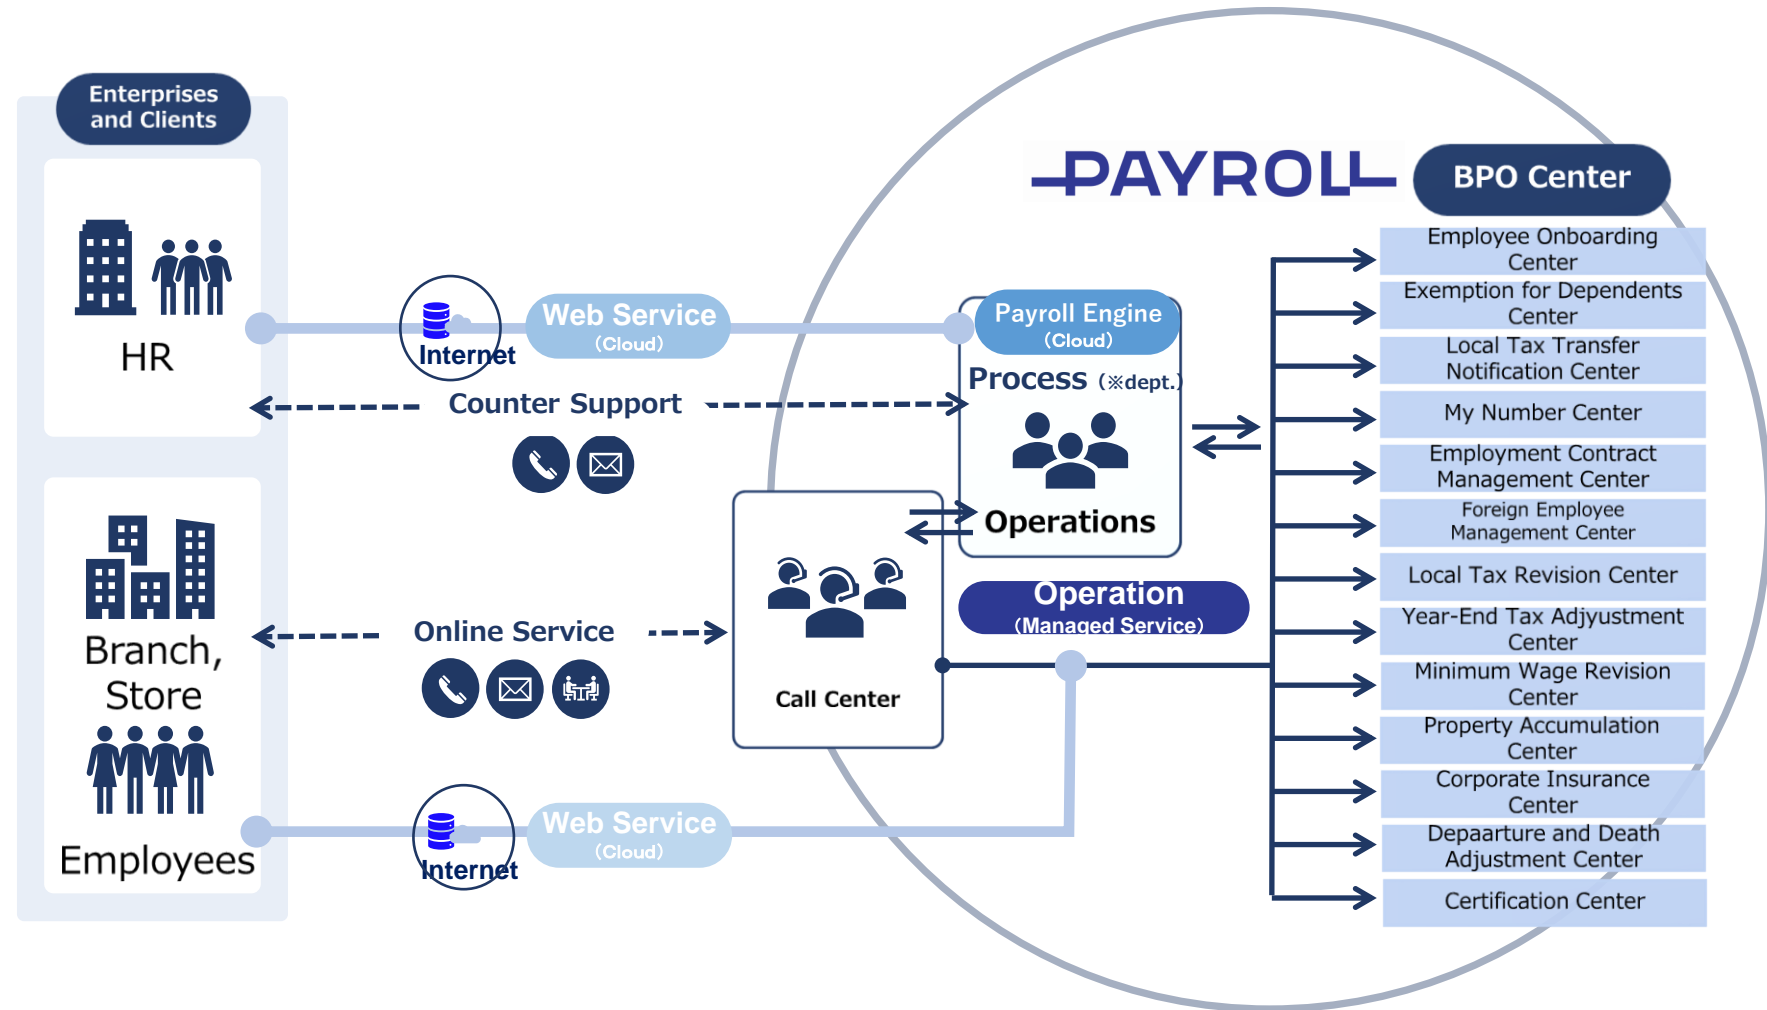 Enterprises
and Clients
HR
Branch,
Store
Employees
Internet
Web Service
(Cloud)
Counter Support
Online Service
Internet
Web Service
(Cloud)
PAYROLL
Payroll Engine
(Cloud)
Process (※dept.)
Operations
Call Center
Operation
(Managed Service)
BPO Center
Employee Onboarding
Center
Exemption for Dependents
Center
Local Tax Transfer
Notification Center
My Number Center
Employment Contract
Management Center
Foreign Employee
Management Center
Local Tax Revision Center
Year-End Tax Adjyustment
Center
Minimum Wage Revision
Center
Property Accumulation
Center
Corporate Insurance
Center
Depaarture and Death
Adjustment Center
Certification Center